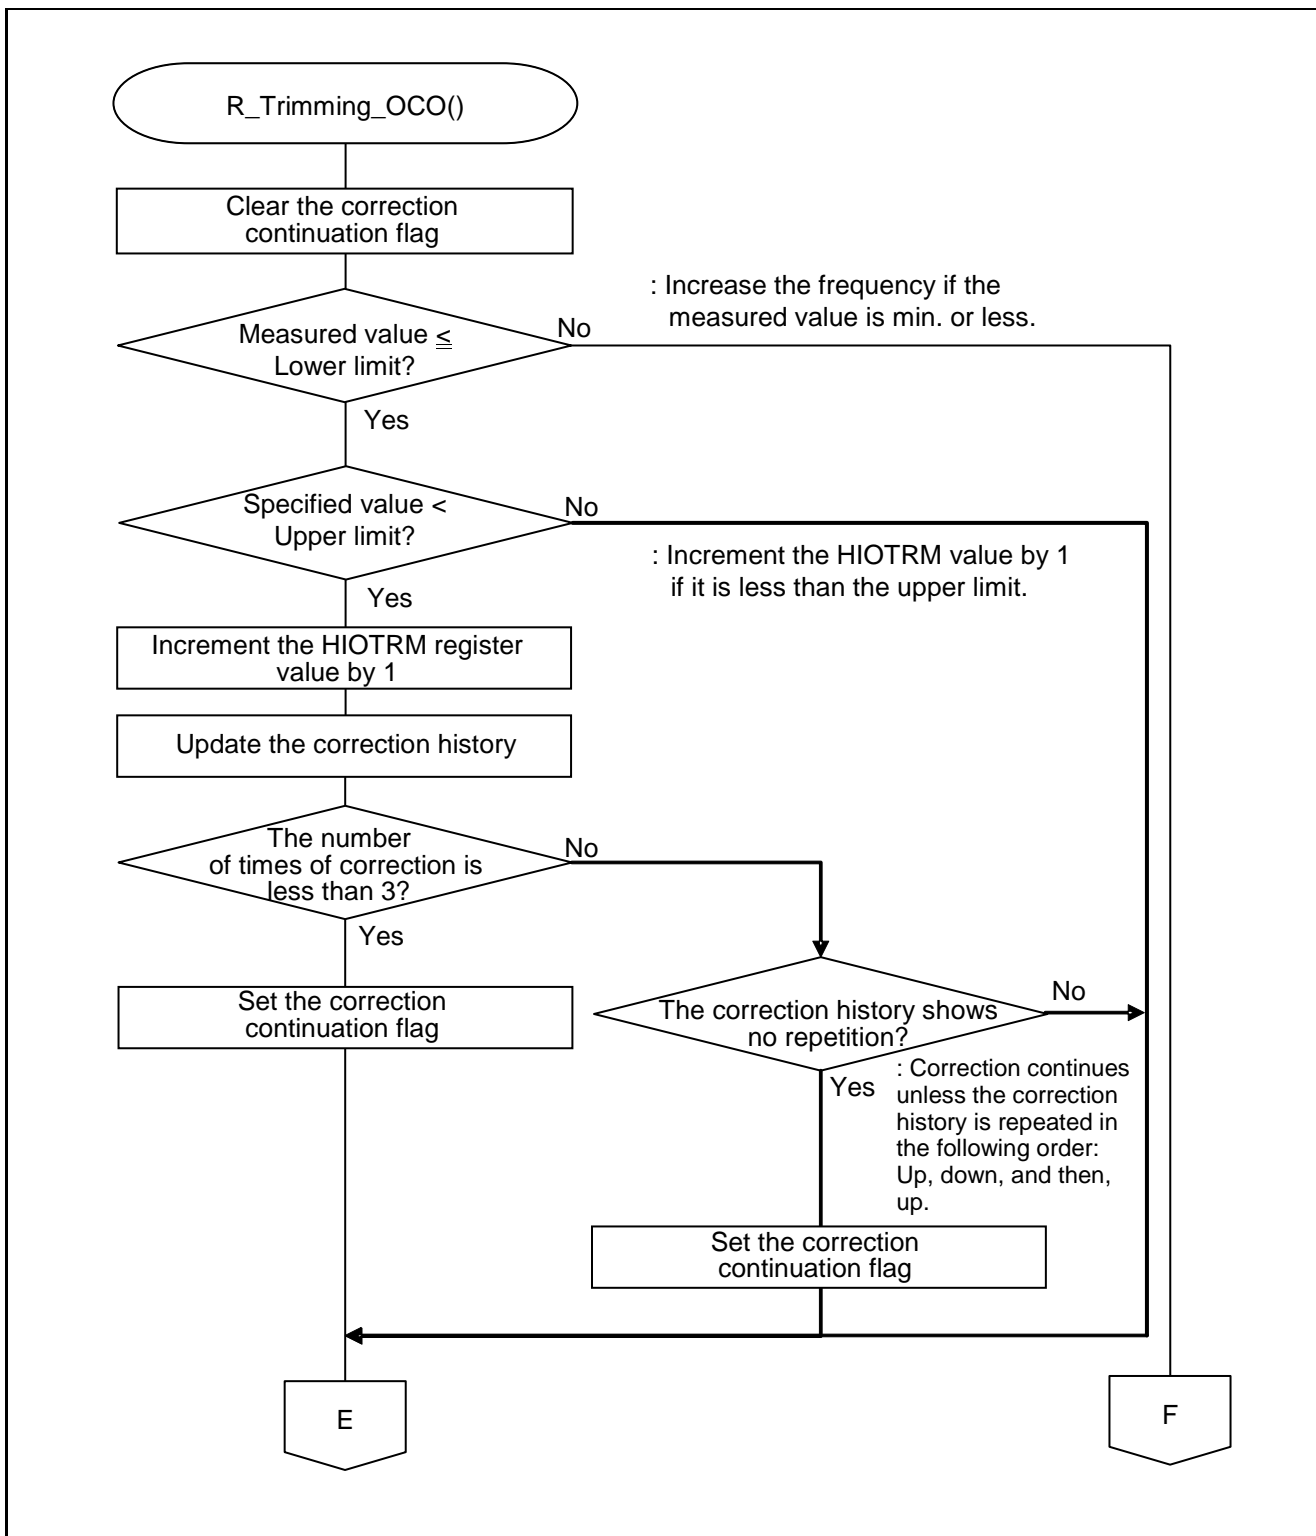 R_Trimming_OCO()
Clear the correction
continuation flag
: Increase the frequency if the
measured value is min. or less.
Measured value ≦
Lower limit?
No
Yes
Specified value <
Upper limit?
No
: Increment the HIOTRM value by 1
if it is less than the upper limit.
Yes
Increment the HIOTRM register
value by 1
Update the correction history
The number
of times of correction is
less than 3?
No
Yes
Set the correction
continuation flag
The correction history shows
no repetition?
No
Yes
: Correction continues
unless the correction
history is repeated in
the following order:
Up, down, and then,
up.
Set the correction
continuation flag
E
F